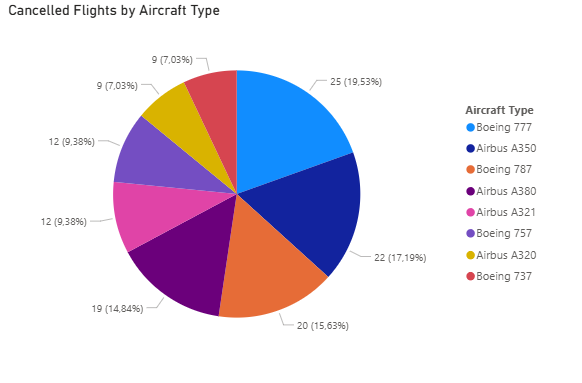 Cancelled Flights by Aircraft Type
9 (7,03%)
25 (19,53%)
9 (7,03%)
12 (9,38%)
12 (9,38%)
22 (17,19%)
19 (14,84%)
20 (15,63%)
Aircraft Type
Boeing 777
Airbus A350
Boeing 787
Airbus A380
Airbus A321
Boeing 757
Airbus A320
Boeing 737